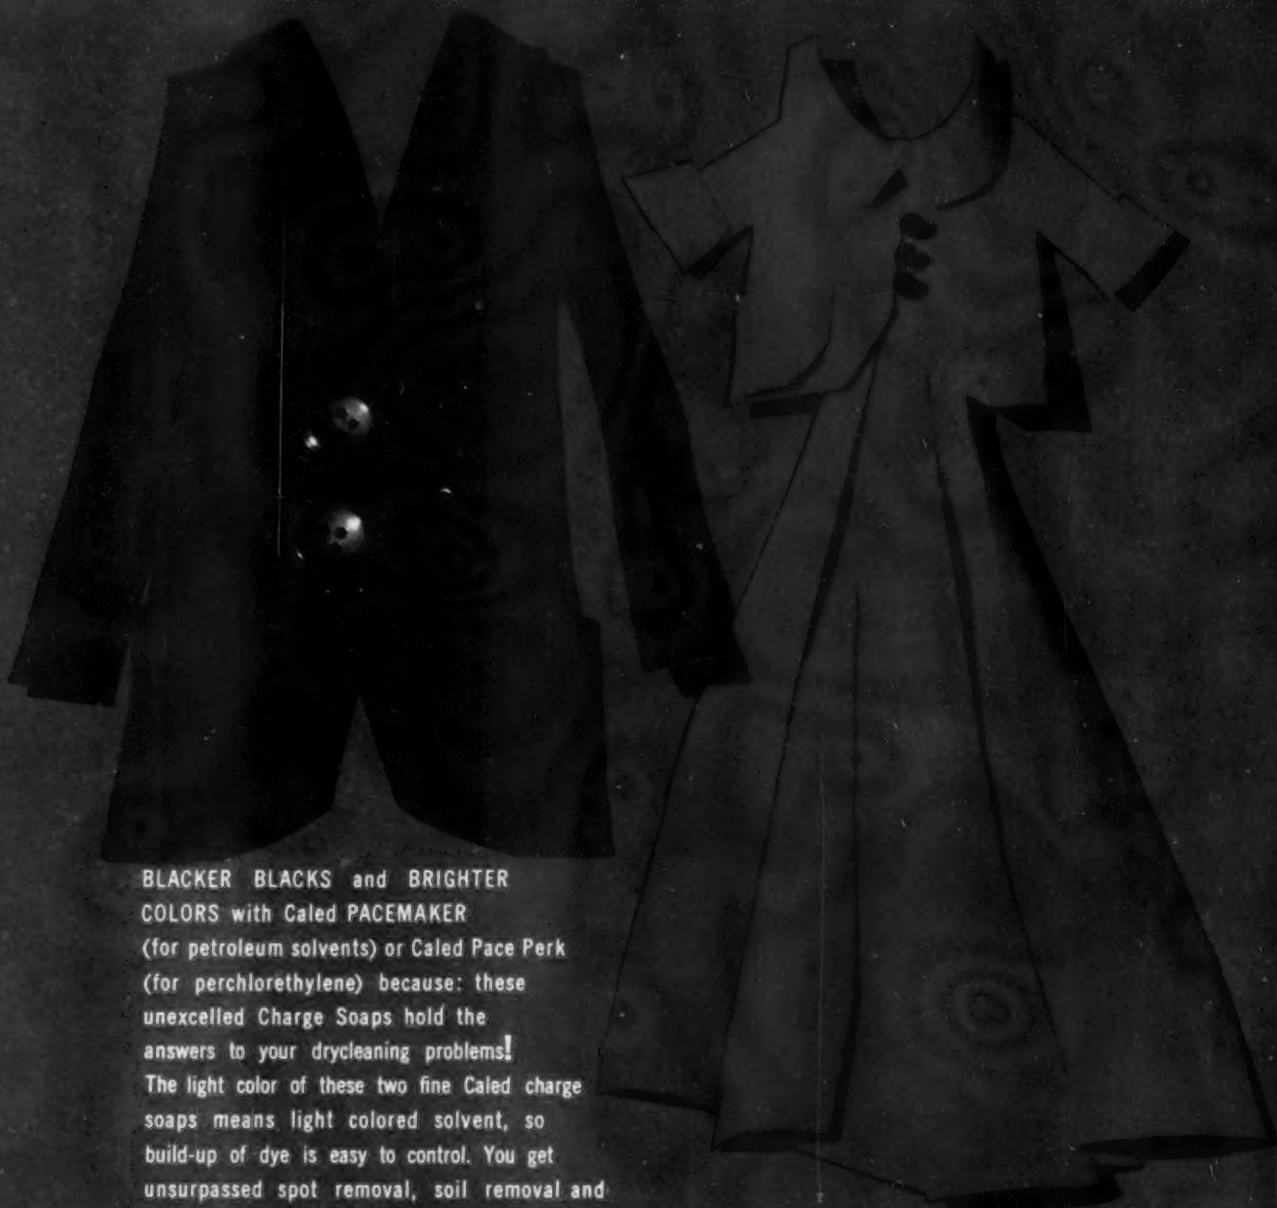 BLACKER BLACKS and BRIGHTER
COLORS with Caled PACEMAKER
(for petroleum solvents) or Caled Pace Perk
(for perchlorethylene) because: these
unexcelled Charge Soaps hold the
answers to your drycleaning problems!
The light color of these two fine Caled charge
soaps means light colored solvent, so
build-up of dye is easy to control. You get
unsurpassed spot removal, soil removal and